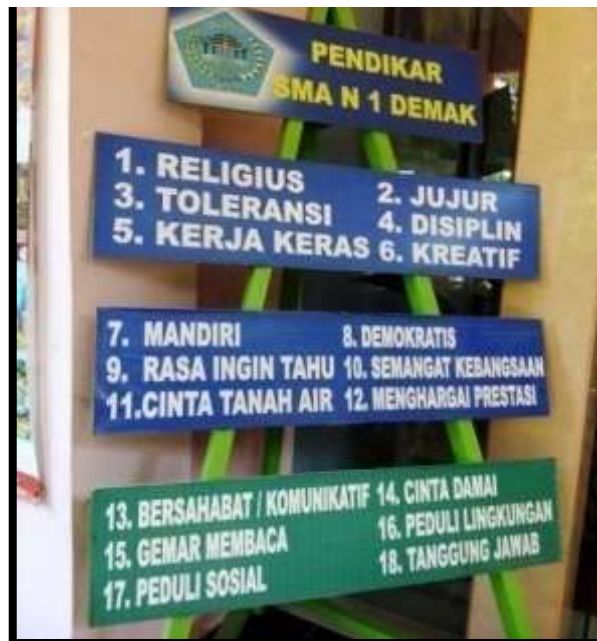 PENDIKAR
SMA N 1 DEMAK
1. RELIGIUS 2. JUJUR
3. TOLERANSI 4. DISIPLIN
5. KERJA KERAS 6. KREATIF
7. MANDIRI 8. DEMOKRATIS
9. RASA INGIN TAHU 10. SEMANGAT KEBANGSAAN
11.CINTA TANAH AIR 12. MENGHARGAI PRESTASI
13. BERSAHABAT / KOMUNIKATIF 14. CINTA DAMAI
15. GEMAR MEMBACA 16. PEDULI LINGKUNGAN
17. PEDULI SOSIAL 18. TANGGUNG JAWAB